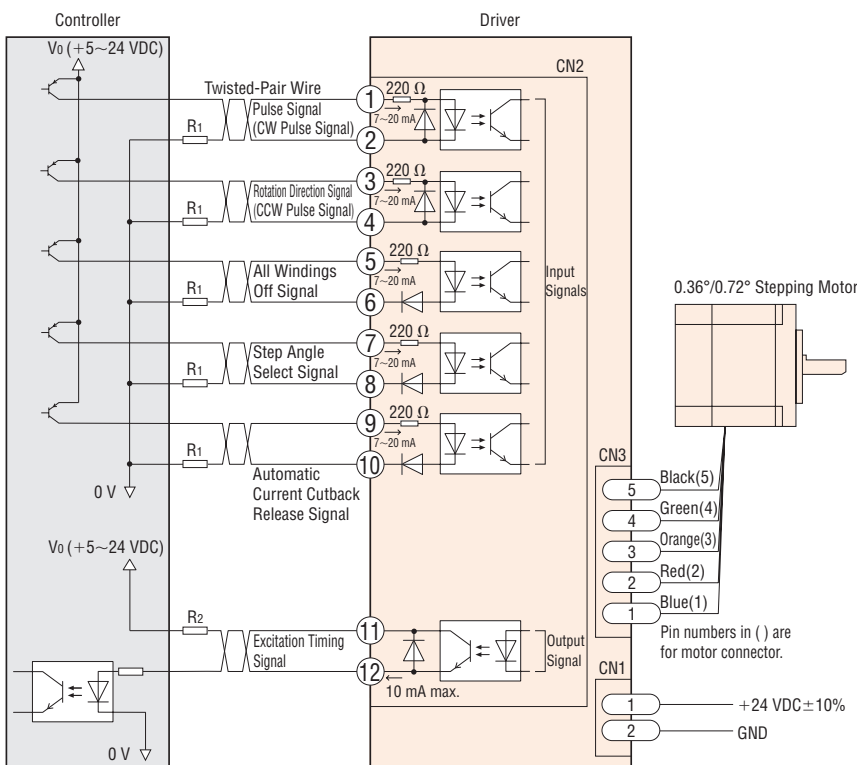 Controller
Driver
V0 (+5~24 VDC)
CN2
Twisted-Pair Wire
Pulse Signal
(CW Pulse Signal)
R1
1
220 Ω
7~20 mA
2
Rotation Direction Signal
(CCW Pulse Signal)
R1
3
220 Ω
7~20 mA
4
All Windings
Off Signal
R1
5
220 Ω
7~20 mA
6
Input
Signals
Step Angle
Select Signal
R1
7
220 Ω
7~20 mA
8
R1
9
220 Ω
7~20 mA
10
Automatic
Current Cutback
Release Signal
0 V
0.36°/0.72° Stepping Motor
CN3
5 Black(5)
4 Green(4)
3 Orange(3)
2 Red(2)
1 Blue(1)
Pin numbers in ( ) are
for motor connector.
V0 (+5~24 VDC)
R2
Excitation Timing
Signal
11
12
10 mA max.
Output
Signal
0 V
CN1
1 +24 VDC±10%
2 GND